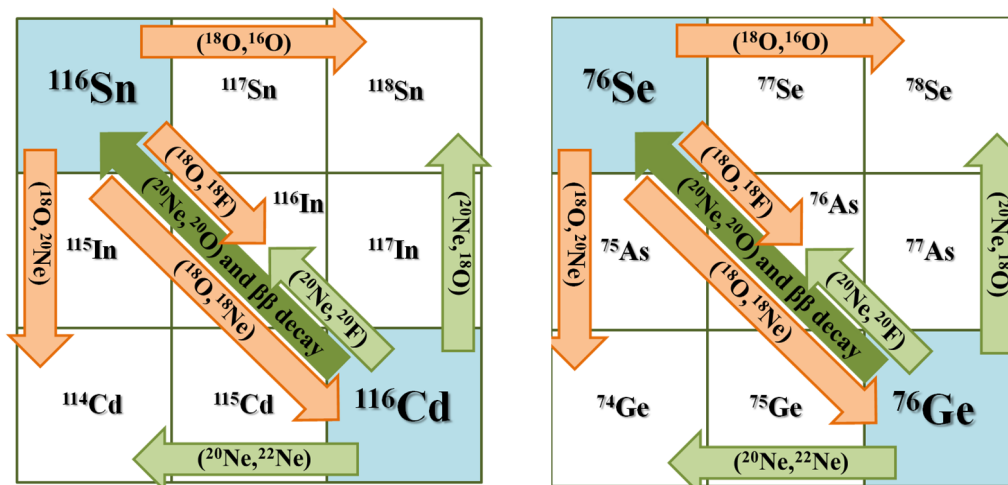 (¹⁸O,¹⁶O)
¹¹⁶Sn
¹¹⁷Sn
¹¹⁸Sn
(¹⁸O, ¹⁸F)
(¹⁸O, ²⁰Ne)
(²⁰Ne, ²⁰O) and ββ decay
(¹⁸O, ¹⁸Ne)
¹¹⁶In
¹¹⁵In
¹¹⁷In
(²⁰Ne,¹⁸O)
(²⁰Ne, ²⁰F)
¹¹⁴Cd
¹¹⁵Cd
¹¹⁶Cd
(²⁰Ne,²²Ne)
(¹⁸O,¹⁶O)
⁷⁶Se
⁷⁷Se
⁷⁸Se
(¹⁸O, ¹⁸F)
(¹⁸O, ²⁰Ne)
(²⁰Ne, ²⁰O) and ββ decay
(¹⁸O, ¹⁸Ne)
⁷⁶As
⁷⁵As
⁷⁷As
(²⁰Ne,¹⁸O)
(²⁰Ne, ²⁰F)
⁷⁴Ge
⁷⁵Ge
⁷⁶Ge
(²⁰Ne,²²Ne)